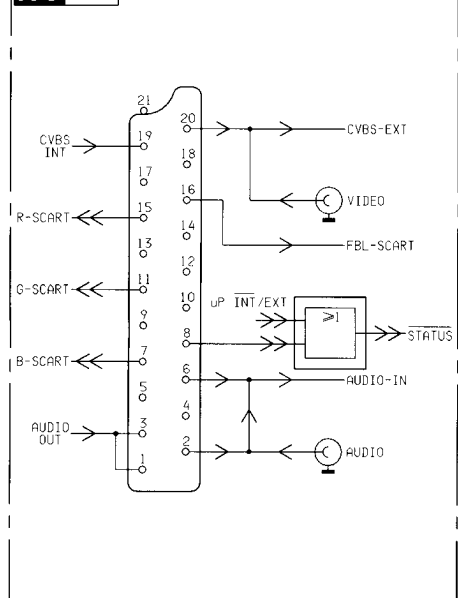 21
20
CVBS-EXT
CVBS
INT
19
18
17
16
VIDEO
R-SCART
15
14
FBL-SCART
13
12
G-SCART
11
10
uP INT/EXT
9
8
≥1
STATUS
B-SCART
7
6
AUDIO-IN
5
4
AUDIO
OUT
3
2
AUDIO
1